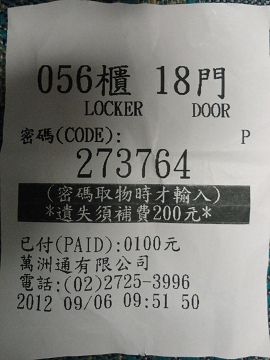 056櫃 18門
LOCKER DOOR
密碼(CODE): P
273764
(密碼取物時才輸入)
*遺失須補費200元*
已付(PAID):0100元
萬洲通有限公司
電話:(02)2725-3996
2012 09/06 09:51 50